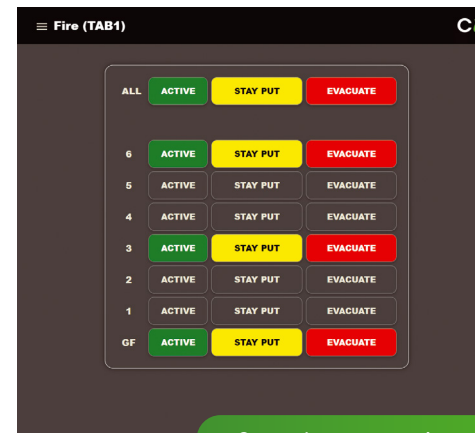 Fire (TAB1)
ALL ACTIVE STAY PUT EVACUATE
6 ACTIVE STAY PUT EVACUATE
5 ACTIVE STAY PUT EVACUATE
4 ACTIVE STAY PUT EVACUATE
3 ACTIVE STAY PUT EVACUATE
2 ACTIVE STAY PUT EVACUATE
1 ACTIVE STAY PUT EVACUATE
GF ACTIVE STAY PUT EVACUATE